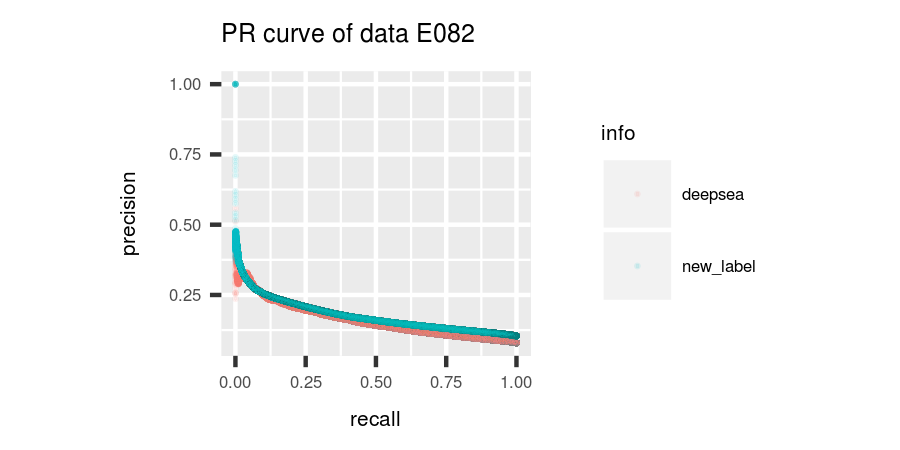 PR curve of data E082
1.00
0.75
0.50
0.25
precision
0.00 0.25 0.50 0.75 1.00
recall
info
deepsea
new_label